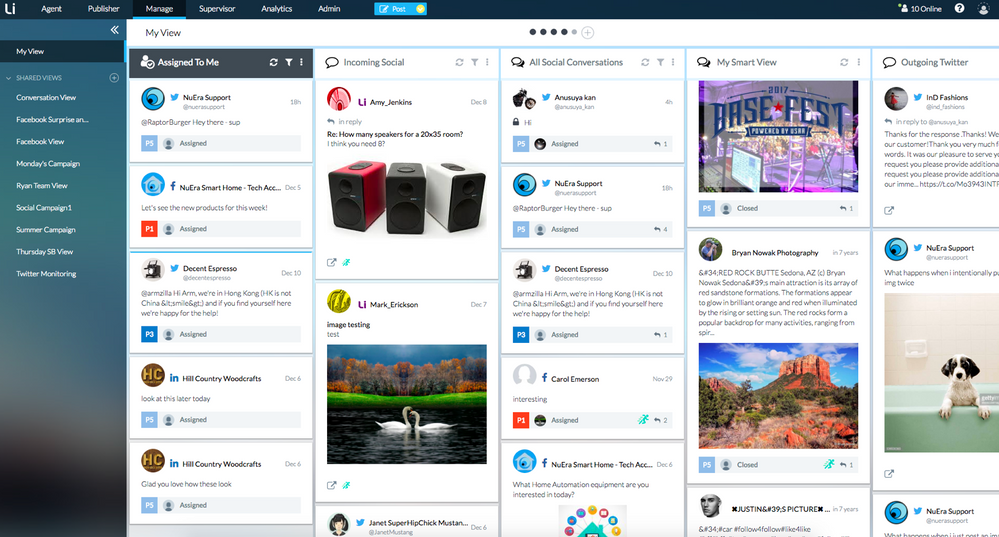 Li Agent Publisher Manage Supervisor Analytics Admin Post 10 Online
My View
My View
SHARED VIEWS
Conversation View
Facebook Surprise an...
Facebook View
Monday's Campaign
Ryan Team View
Social Campaign1
Summer Campaign
Thursday SB View
Twitter Monitoring
Assigned To Me
NuEra Support 18h
@nuerasupport
@RaptorBurger Hey there - sup
P5 Assigned
NuEra Smart Home - Tech Acc... Dec 5
Let's see the new products for this week!
P1 Assigned
Decent Espresso Dec 10
@decentespresso
@armzilla Hi Arm, we're in Hong Kong (HK is not
China &lt;smile&gt;) and if you find yourself here
we're happy for the help!
P3 Assigned
Hill Country Woodcrafts Dec 6
look at this later today
P5 Assigned
Hill Country Woodcrafts Dec 6
Glad you love how these look
P5 Assigned
Incoming Social
Li Amy_Jenkins Dec 8
in reply
Re: How many speakers for a 20x35 room?
I think you need 8?
Li Mark_Erickson Dec 7
image testing
test
Janet SuperHipChick Mustan... Dec 6
@JanetMustang
All Social Conversations
Anusuya kan 4h
@anusuya_kan
Hi
P5 Assigned 1
NuEra Support 18h
@nuerasupport
@RaptorBurger Hey there - sup
P5 Assigned 4
Decent Espresso Dec 10
@decentespresso
@armzilla Hi Arm, we're in Hong Kong (HK is not
China &lt;smile&gt;) and if you find yourself here
we're happy for the help!
P3 Assigned 1
Carol Emerson Nov 29
interesting
P1 Assigned 2
NuEra Smart Home - Tech Acc... Dec 6
What Home Automation equipment are you
interested in today?
My Smart View
2017
BASE FEST
POWERED BY USAA
P5 Closed 1
Bryan Nowak Photography in 7 years
&#34;RED ROCK BUTTE Sedona, AZ (c) Bryan
Nowak Sedona&#39;s main attraction is its array of
red sandstone formations. The formations appear
to glow in brilliant orange and red when illuminated
by the rising or setting sun. The red rocks form a
popular backdrop for many activities, ranging from
spir...
P5 Closed 1
✖JUSTIN&#39;S PICTURE✖ ... in 7 years
&#34;#car #follow4follow#like4like
Outgoing Twitter
InD Fashions
@ind_fashions
in reply to @anusuya_kan
Thanks for the response .Thanks! We
our customer!Thank you very much f
words. It was our pleasure to serve yo
request you please provide additiona
request you please provide additiona
our imme... https://t.co/Mo3943INTI
NuEra Support
@nuerasupport
What happens when i intentionally pu
img twice
gettyim
NuEra Support
@nuerasupport
What happens when i just post an im